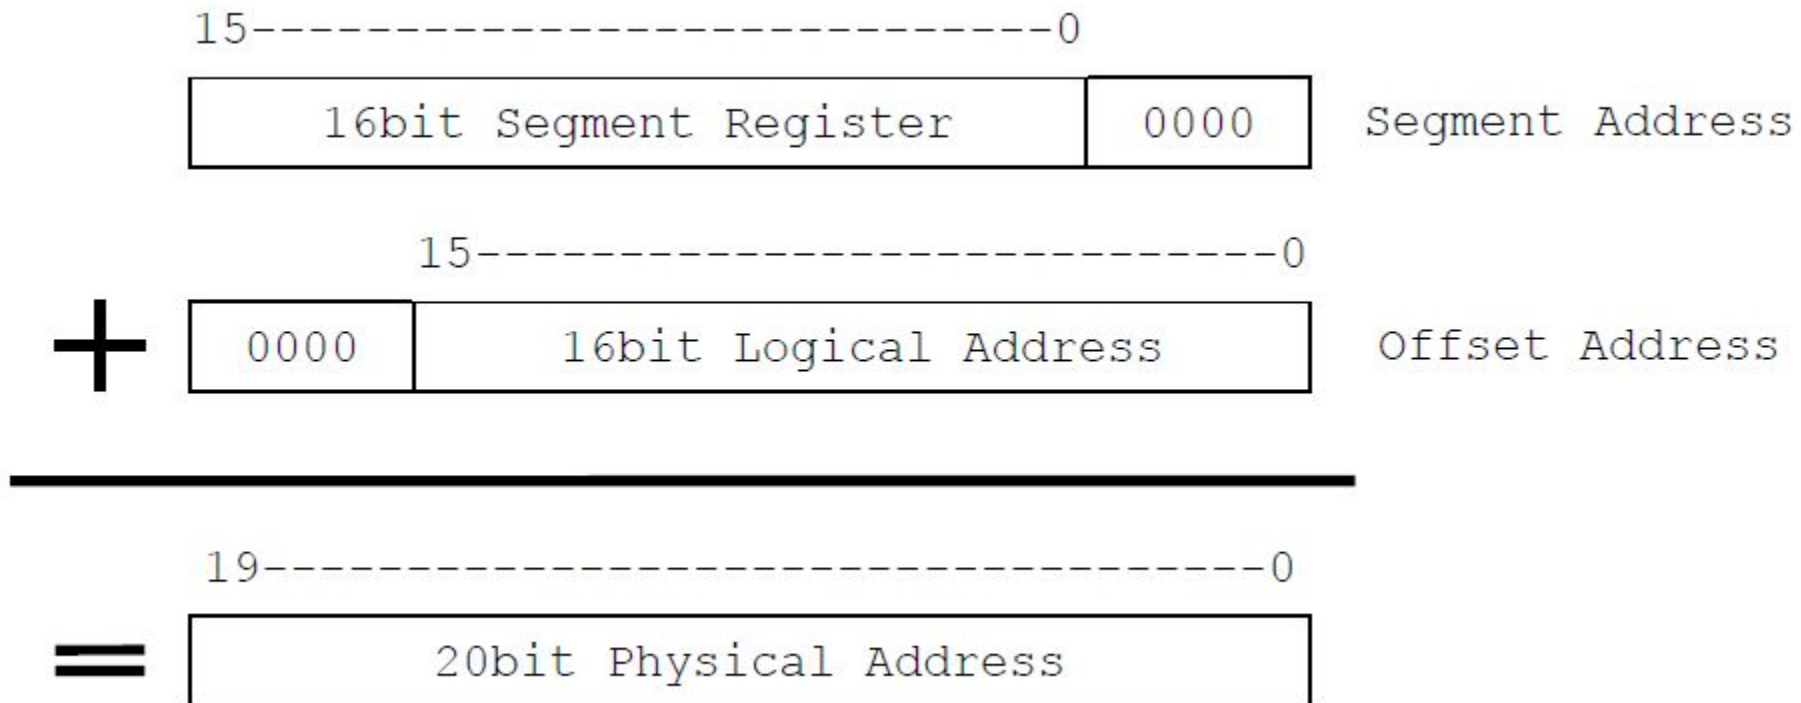 15----------------------------0
16bit Segment Register 0000 Segment Address
15----------------------------0
+ 0000 16bit Logical Address Offset Address
19-----------------------------------0
= 20bit Physical Address